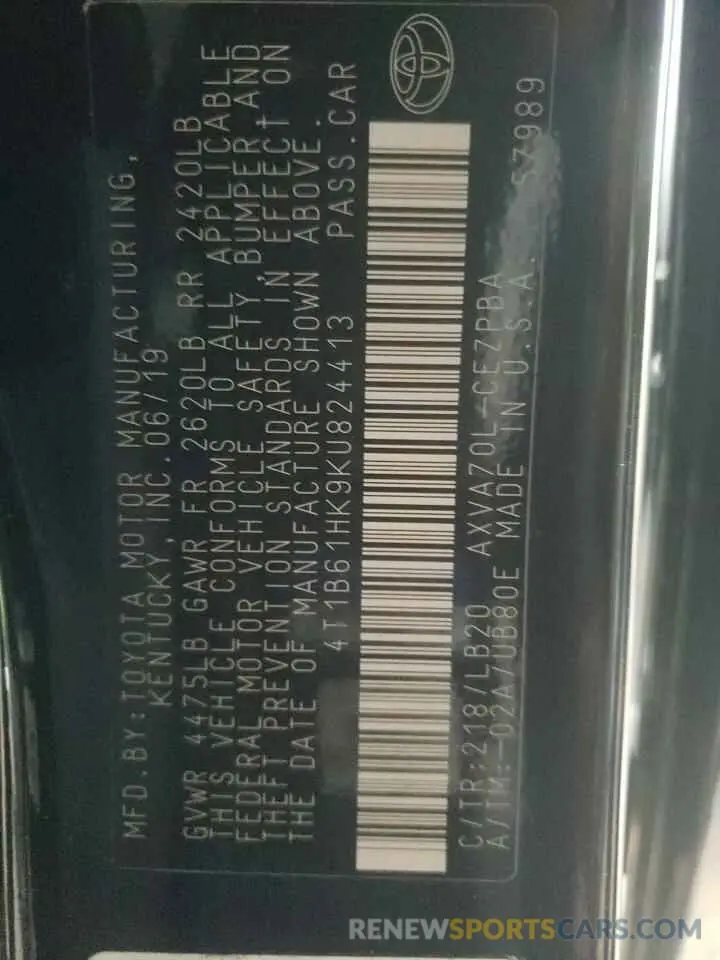 MFD.BY:TOYOTA MOTOR MANUFACTURING,
KENTUCKY,INC.06/19
GVWR 4475LB GAWR FR 2620LB RR 2420LB
THIS VEHICLE CONFORMS TO ALL APPLICABLE
FEDERAL MOTOR VEHICLE SAFETY,BUMPER AND
THEFT PREVENTION STANDARDS IN EFFECT ON
THE DATE OF MANUFACTURE SHOWN ABOVE.
4T1B61HK9KU824413 PASS.CAR
C/TR:218/LB20 AXVA70L-CEZPBA 57989
A/TM:-02A/UB80E MADE IN U.S.A.
RENEWSPORTSCARS.COM